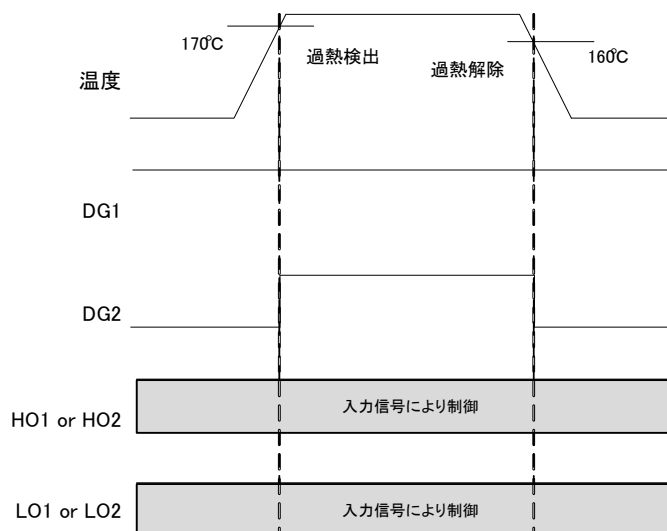 170℃
過熱検出
過熱解除
160℃
温度
DG1
DG2
HO1 or HO2
入力信号により制御
LO1 or LO2
入力信号により制御